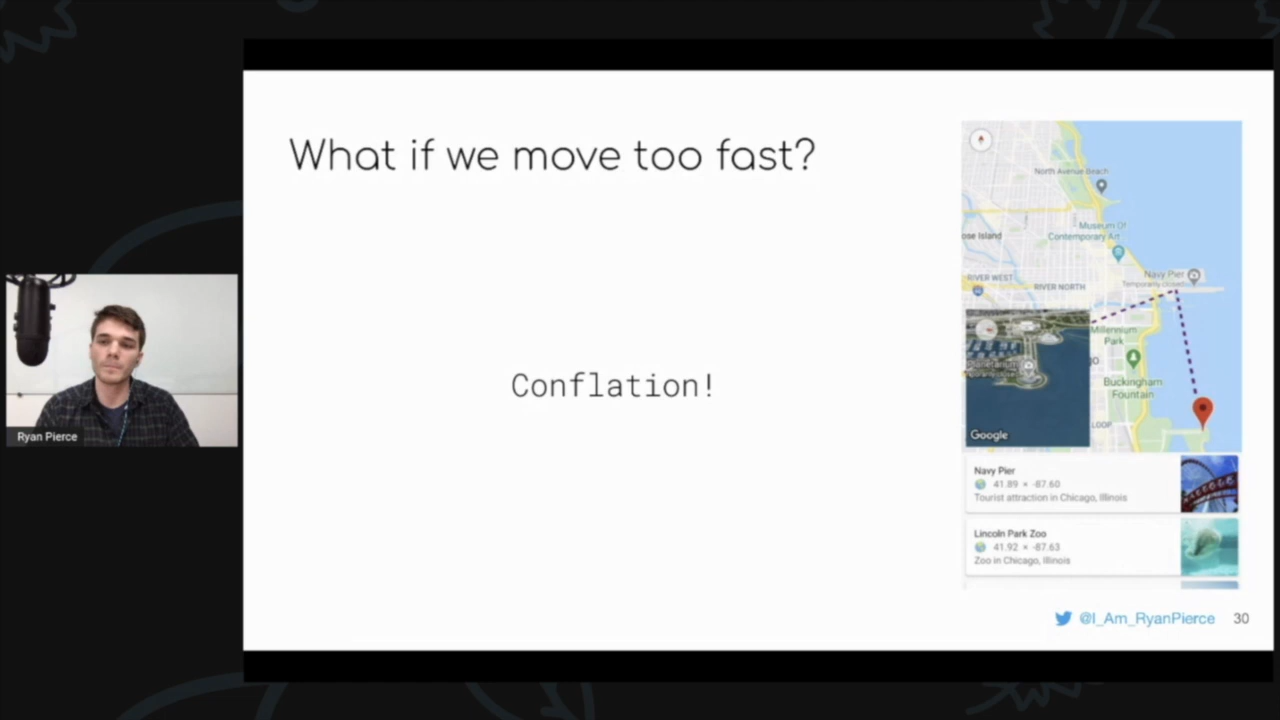 What if we move too fast?
Conflation!
North Avenue Beach
Museum Of
Contemporary Art
ose Island
RIVER WEST
RIVER NORTH
Navy Pier
Temporarily closed
Millennium
Park
Planetarium
Buckingham
Fountain
LOOP
Google
Navy Pier
41.89 × -87.60
Tourist attraction in Chicago, Illinois
Lincoln Park Zoo
41.92 × -87.63
Zoo in Chicago, Illinois
@I_Am_RyanPierce 30
Ryan Pierce